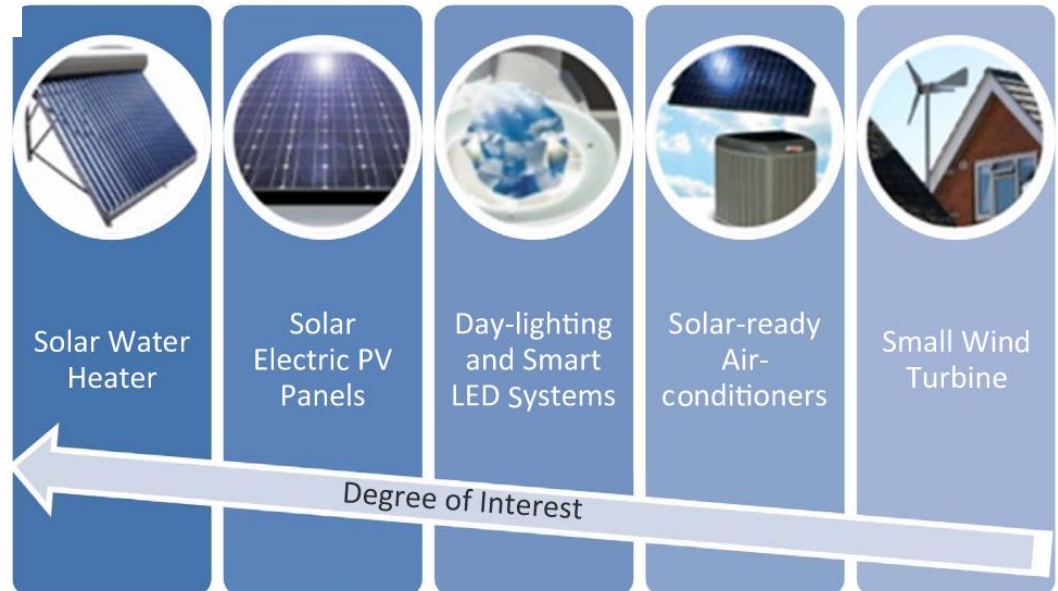 Solar Water
Heater
Solar
Electric PV
Panels
Day-lighting
and Smart
LED Systems
Solar-ready
Air-
conditioners
Small Wind
Turbine
Degree of Interest